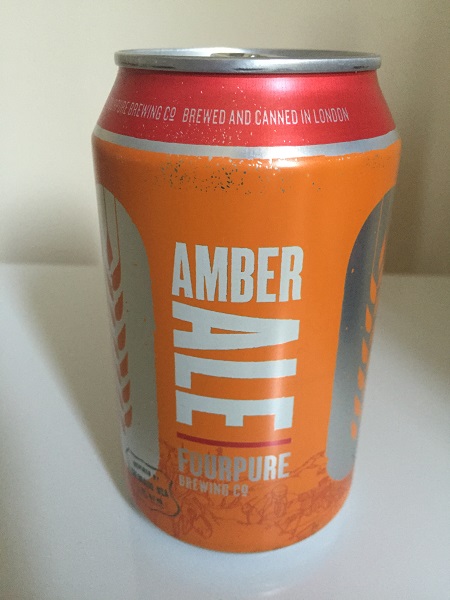 BREWING CO BREWED AND CANNED IN LONDON
AMBER
ALE
FOURPURE
BREWING CO